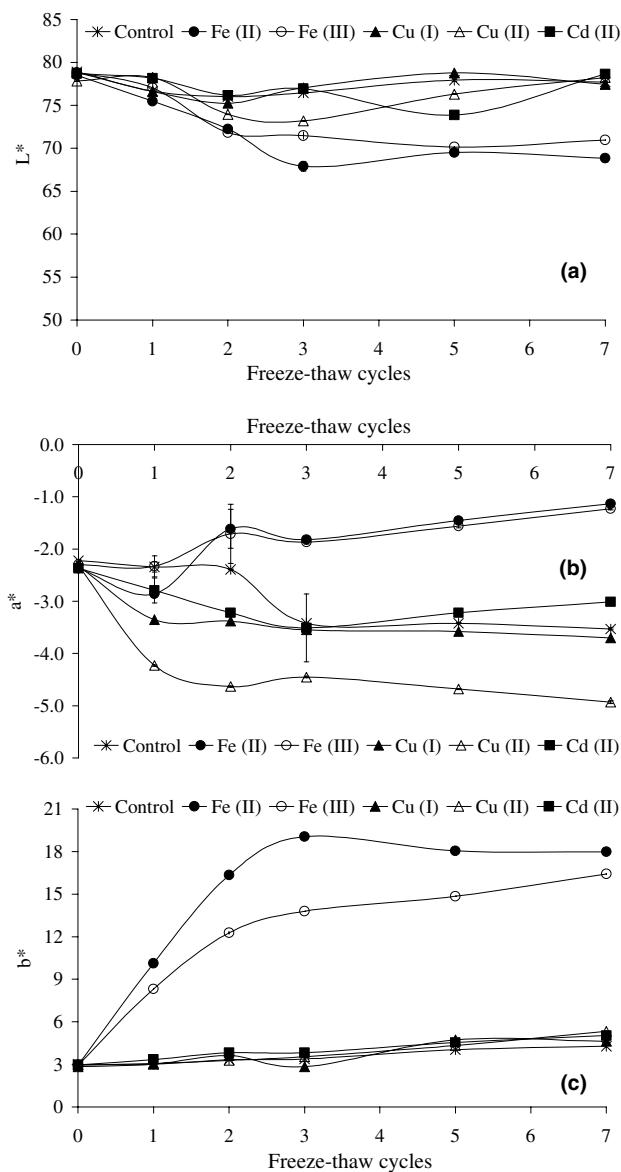 Control Fe (II) Fe (III) Cu (I) Cu (II) Cd (II)
80
75
70
65
60
55
50
L*
(a)
0 1 2 3 4 5 6 7
Freeze-thaw cycles
Freeze-thaw cycles
0.0
0 1 2 3 4 5 6 7
-1.0
-2.0
-3.0
-4.0
-5.0
-6.0
a*
(b)
Control Fe (II) Fe (III) Cu (I) Cu (II) Cd (II)
Control Fe (II) Fe (III) Cu (I) Cu (II) Cd (II)
21
18
15
12
9
6
3
0
b*
(c)
0 1 2 3 4 5 6 7
Freeze-thaw cycles